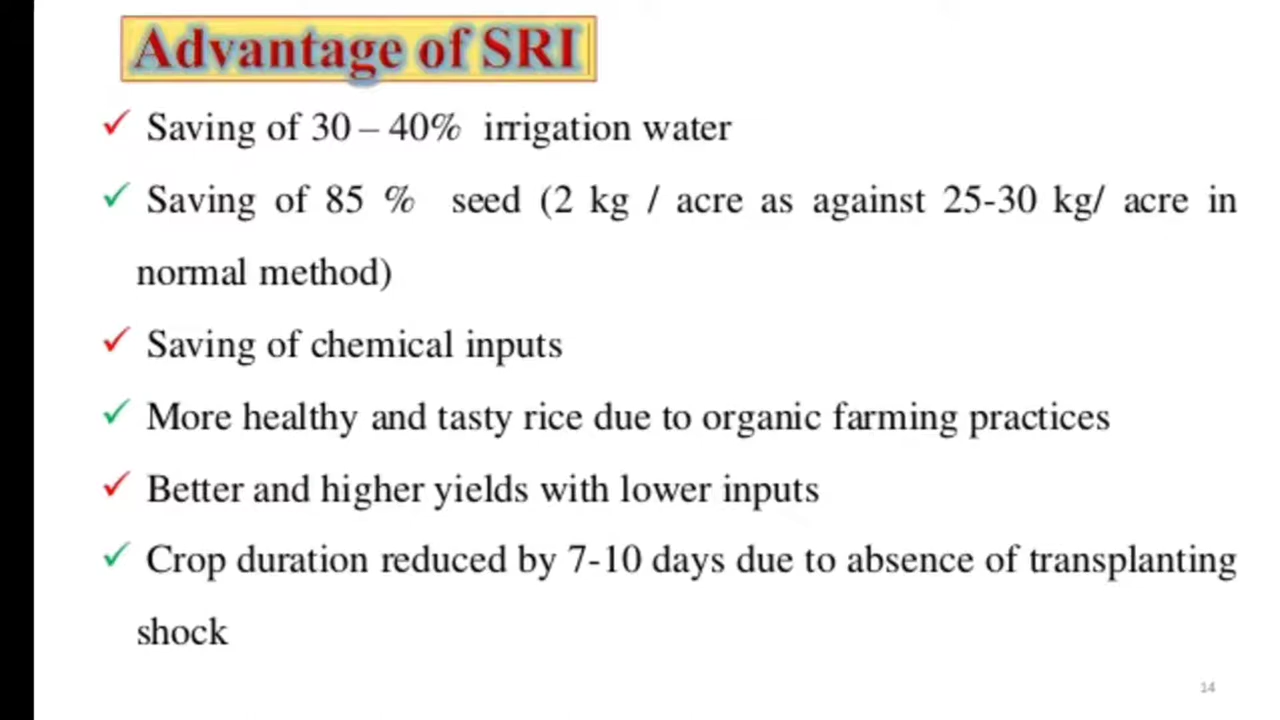 Advantage of SRI
✓ Saving of 30 – 40% irrigation water
✓ Saving of 85 % seed (2 kg / acre as against 25-30 kg/ acre in
normal method)
✓ Saving of chemical inputs
✓ More healthy and tasty rice due to organic farming practices
✓ Better and higher yields with lower inputs
✓ Crop duration reduced by 7-10 days due to absence of transplanting
shock
14